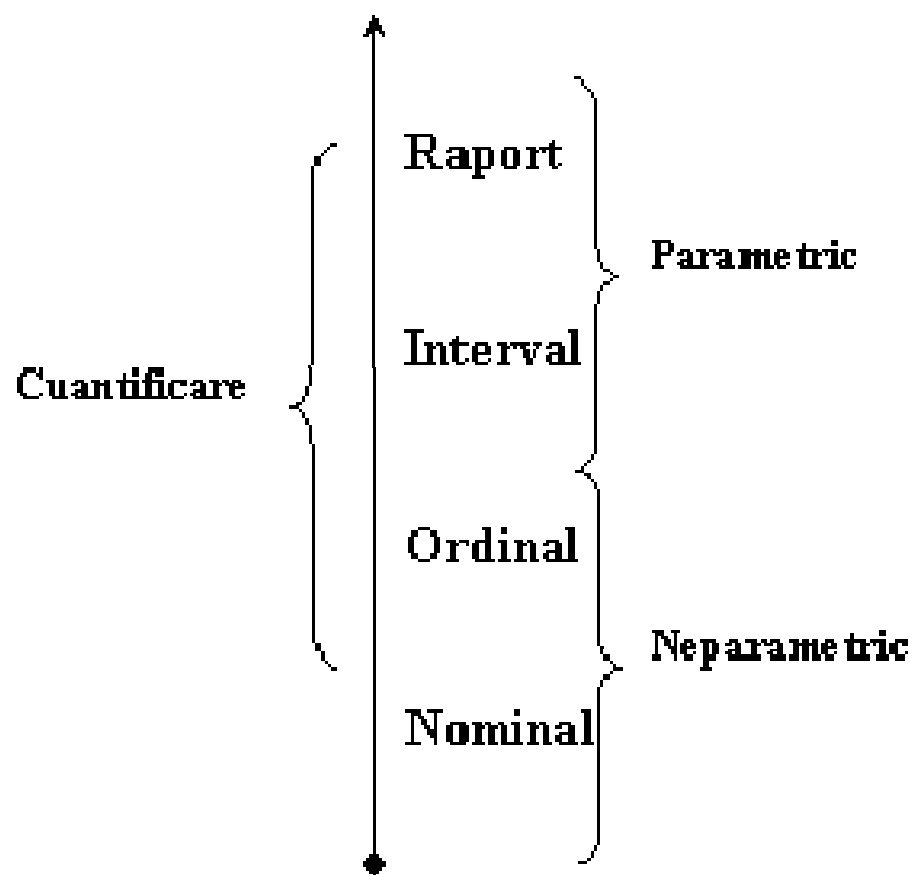 Raport
Parametric
Interval
Cuantificare
Ordinal
Neparametric
Nominal